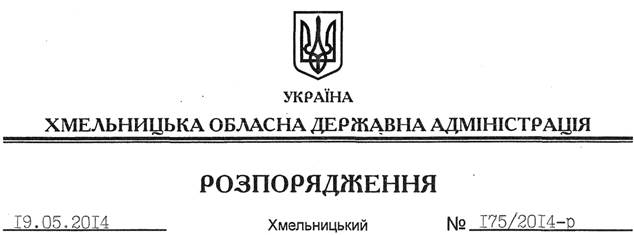 УКРАЇНА
ХМЕЛЬНИЦЬКА ОБЛАСНА ДЕРЖАВНА АДМІНІСТРАЦІЯ
РОЗПОРЯДЖЕННЯ
19.05.2014 Хмельницький № 175/2014-р